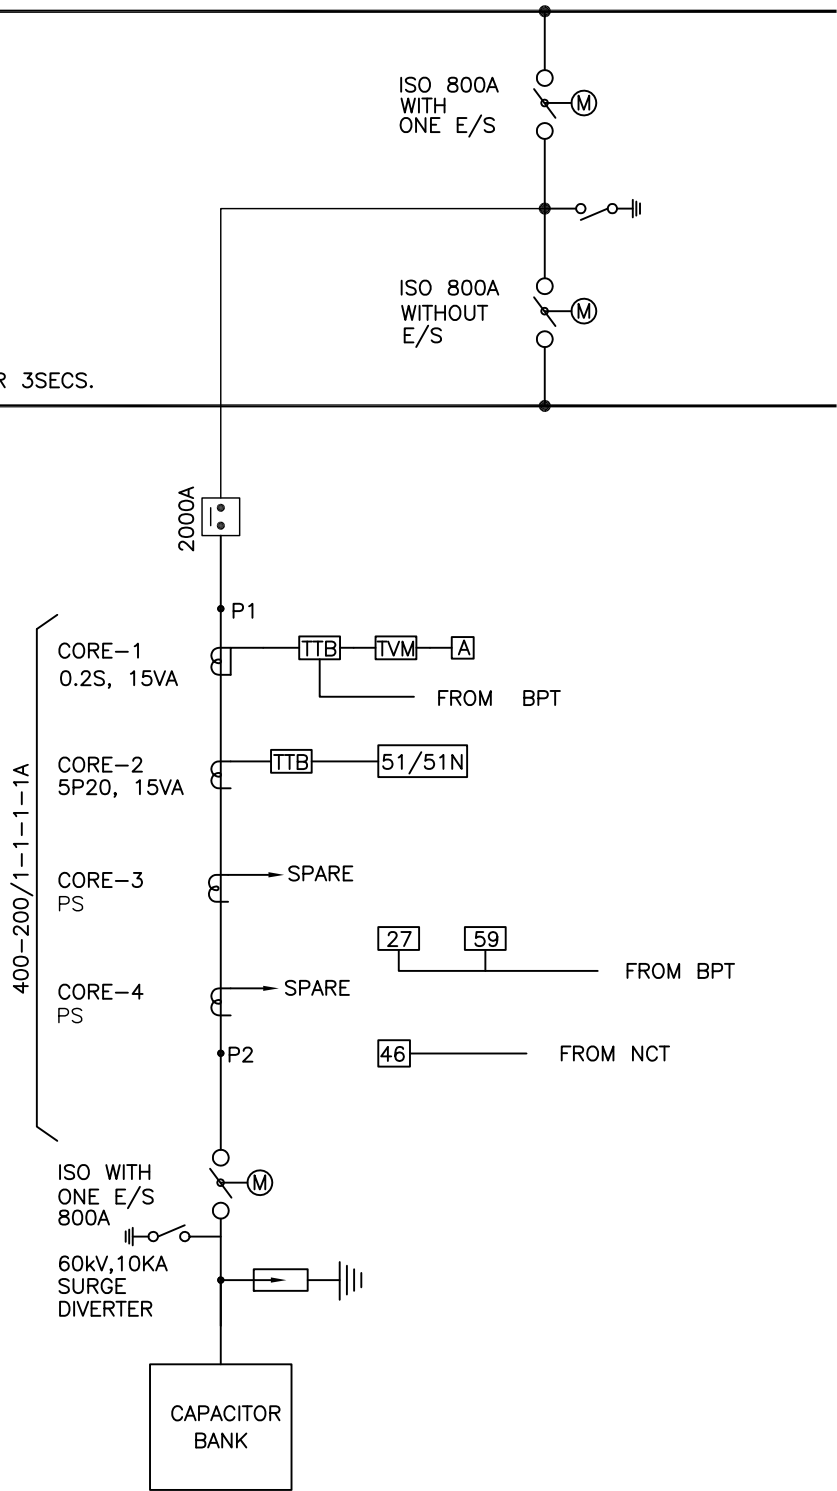 ISO 800A
WITH
ONE E/S
M
ISO 800A
WITHOUT
E/S
M
R 3SECS.
2000A
P1
CORE-1
0.2S, 15VA
TTB
TVM
A
FROM BPT
CORE-2
5P20, 15VA
TTB
51/51N
400-200/1-1-1-1A
CORE-3
PS
SPARE
27
59
FROM BPT
CORE-4
PS
SPARE
P2
46
FROM NCT
ISO WITH
ONE E/S
800A
M
60kV,10KA
SURGE
DIVERTER
CAPACITOR
BANK